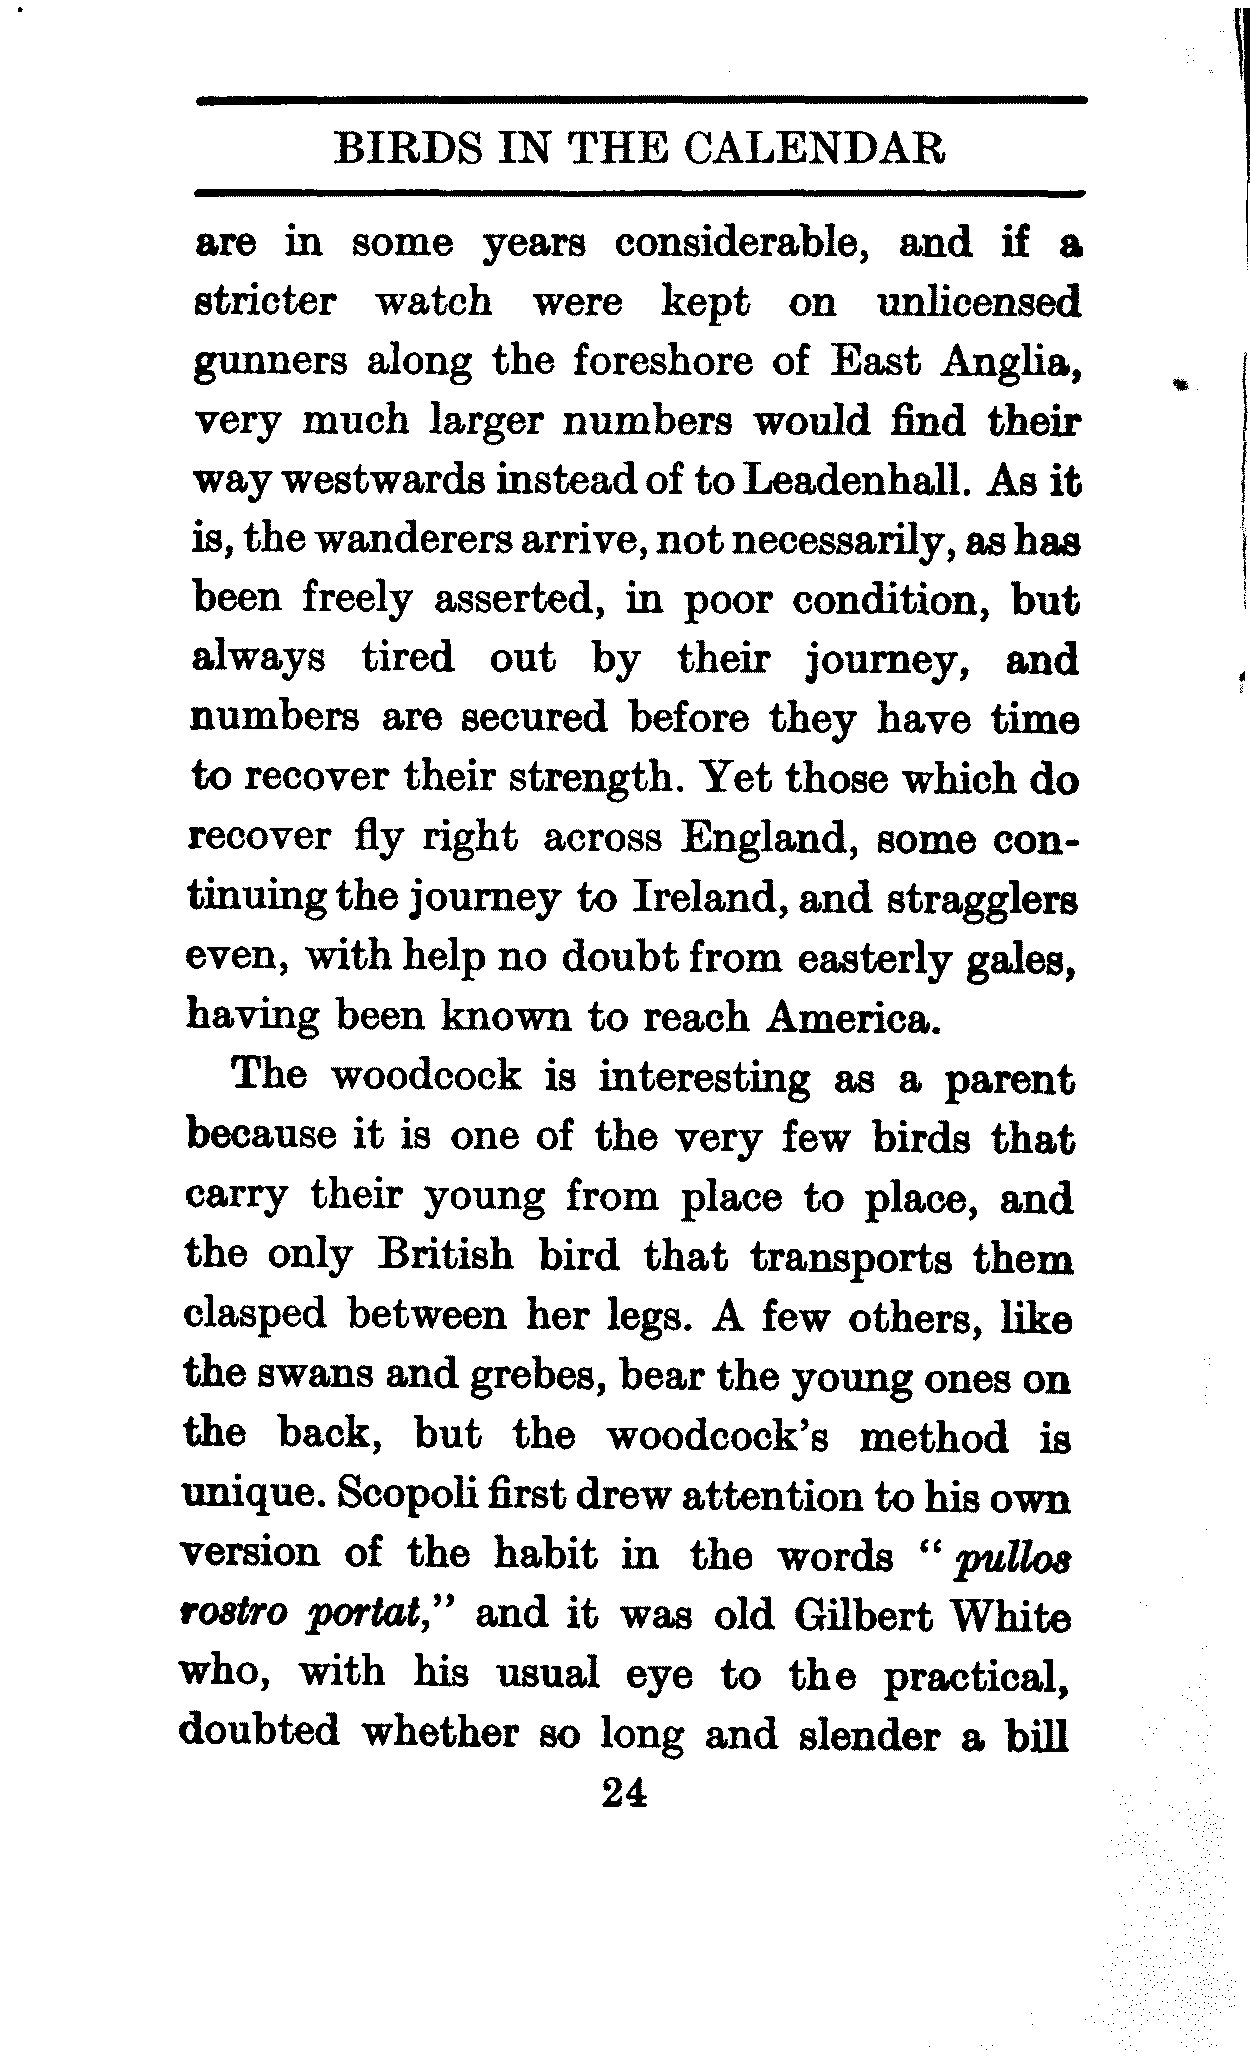 BIRDS IN THE CALENDAR
are in some years considerable, and if a
stricter watch were kept on unlicensed
gunners along the foreshore of East Anglia,
very much larger numbers would find their
way westwards instead of to Leadenhall. As it
is, the wanderers arrive, not necessarily, as has
been freely asserted, in poor condition, but
always tired out by their journey, and
numbers are secured before they have time
to recover their strength. Yet those which do
recover fly right across England, some con-
tinuing the journey to Ireland, and stragglers
even, with help no doubt from easterly gales,
having been known to reach America.
The woodcock is interesting as a parent
because it is one of the very few birds that
carry their young from place to place, and
the only British bird that transports them
clasped between her legs. A few others, like
the swans and grebes, bear the young ones on
the back, but the woodcock's method is
unique. Scopoli first drew attention to his own
version of the habit in the words " pullos
rostro portat," and it was old Gilbert White
who, with his usual eye to the practical,
doubted whether so long and slender a bill
24